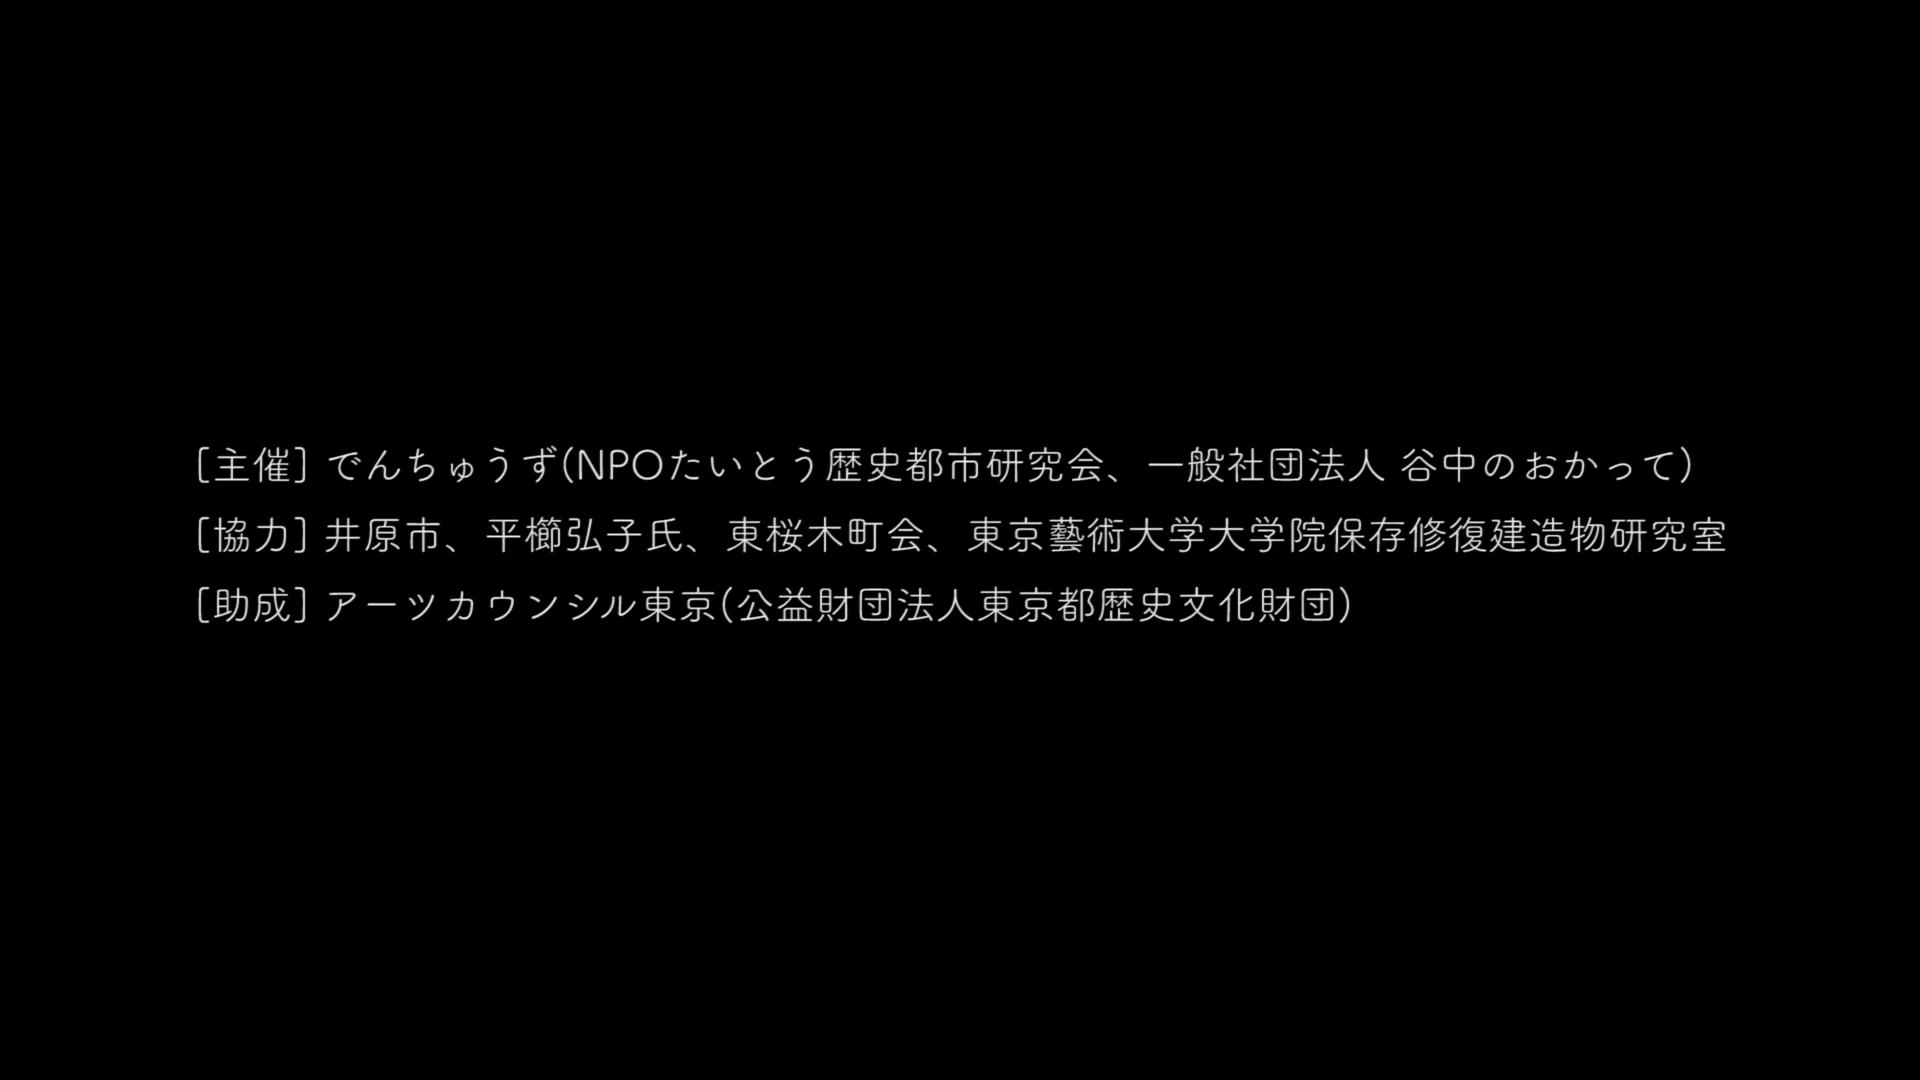 [主催] でんちゅうず(NPOたいとう歴史都市研究会、一般社団法人 谷中のおかって)
[協力] 井原市、平櫛弘子氏、東桜木町会、東京藝術大学大学院保存修復建造物研究室
[助成] アーツカウンシル東京(公益財団法人東京都歴史文化財団)